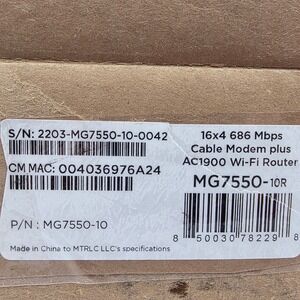 S/N: 2203-MG7550-10-0042
CM MAC: 004036976A24
P/N : MG7550-10
Made in China to MTRLC LLC's specifications
16x4 686 Mbps
Cable Modem plus
AC1900 Wi-Fi Router
MG7550-10R
8 50030 78229 8